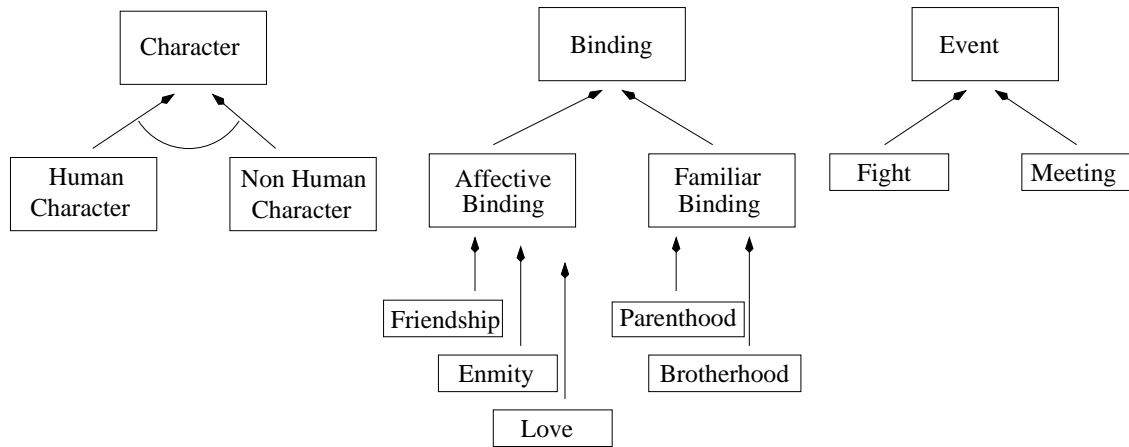 Character
Binding
Event
Human
Character
Non Human
Character
Affective
Binding
Familiar
Binding
Fight
Meeting
Friendship
Parenthood
Enmity
Brotherhood
Love